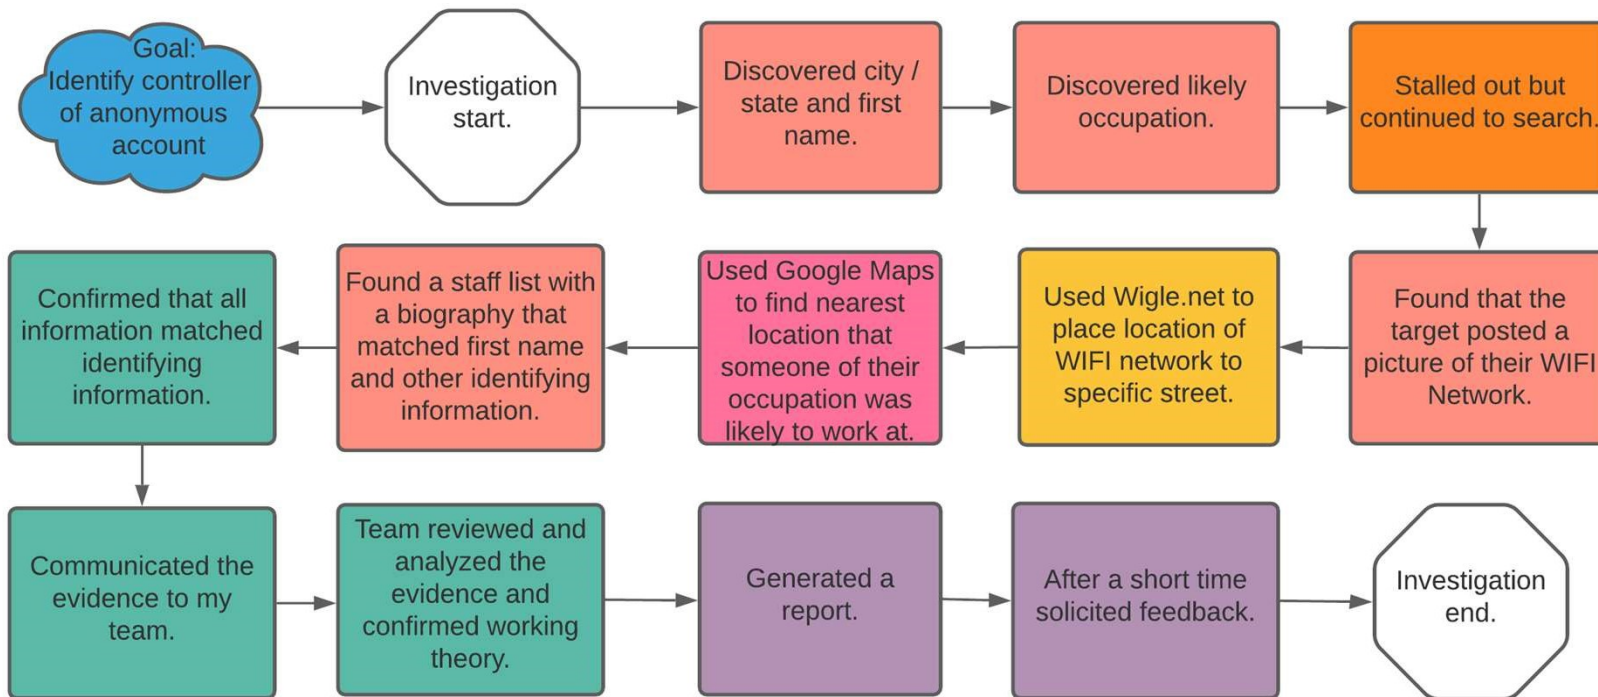 Goal:
Identify controller
of anonymous
account
Investigation
start.
Discovered city /
state and first
name.
Discovered likely
occupation.
Stalled out but
continued to search.
Found that the
target posted a
picture of their WIFI
Network.
Used Wigle.net to
place location of
WIFI network to
specific street.
Used Google Maps
to find nearest
location that
someone of their
occupation was
likely to work at.
Found a staff list with
a biography that
matched first name
and other identifying
information.
Confirmed that all
information matched
identifying
information.
Communicated the
evidence to my
team.
Team reviewed and
analyzed the
evidence and
confirmed working
theory.
Generated a
report.
After a short time
solicited feedback.
Investigation
end.